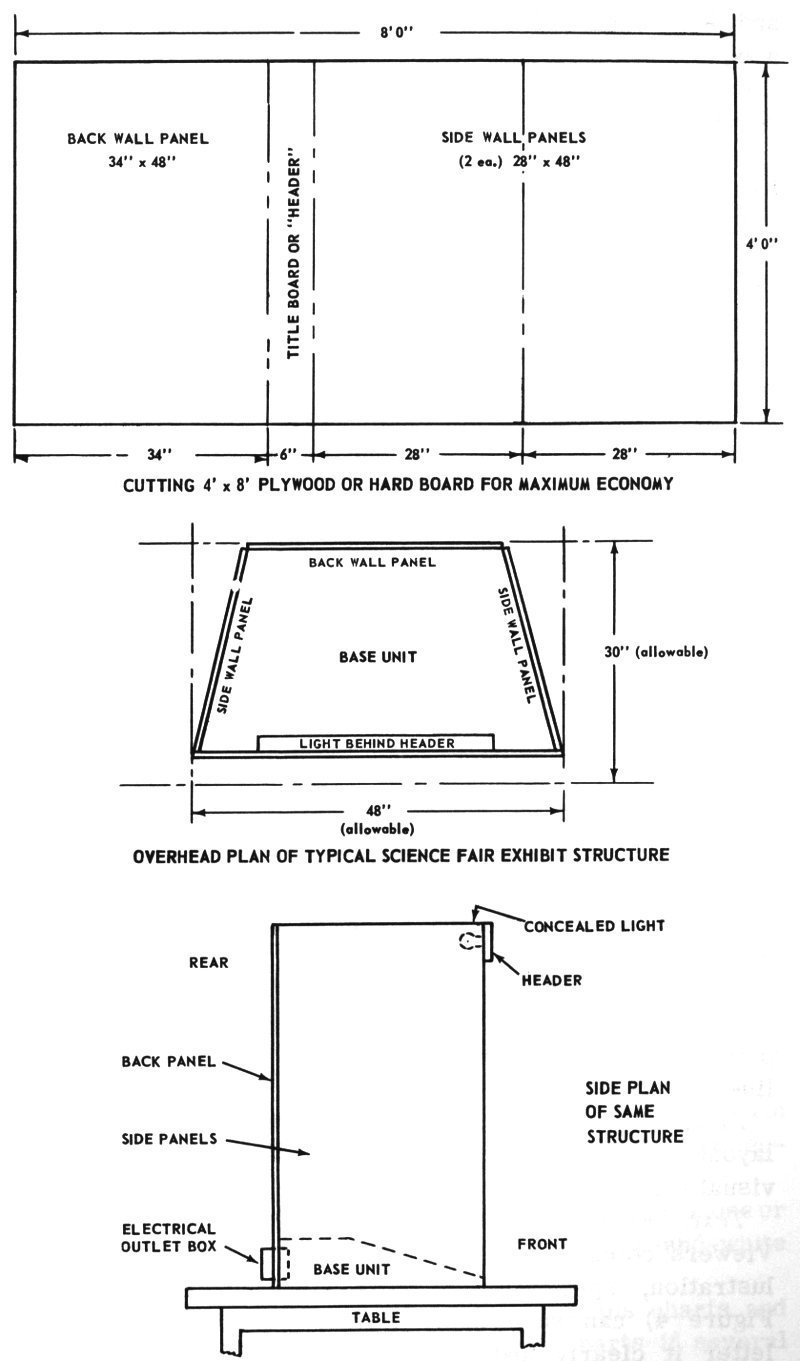 8'0"
BACK WALL PANEL
34" x 48"
TITLE BOARD OR "HEADER"
SIDE WALL PANELS
(2 ea.) 28" x 48"
4'0"
34"
6"
28"
28"
CUTTING 4' x 8' PLYWOOD OR HARD BOARD FOR MAXIMUM ECONOMY
BACK WALL PANEL
SIDE WALL PANEL
SIDE WALL PANEL
BASE UNIT
30" (allowable)
LIGHT BEHIND HEADER
48"
(allowable)
OVERHEAD PLAN OF TYPICAL SCIENCE FAIR EXHIBIT STRUCTURE
CONCEALED LIGHT
REAR
HEADER
BACK PANEL
SIDE PLAN
OF SAME
STRUCTURE
SIDE PANELS
ELECTRICAL
OUTLET BOX
FRONT
BASE UNIT
TABLE